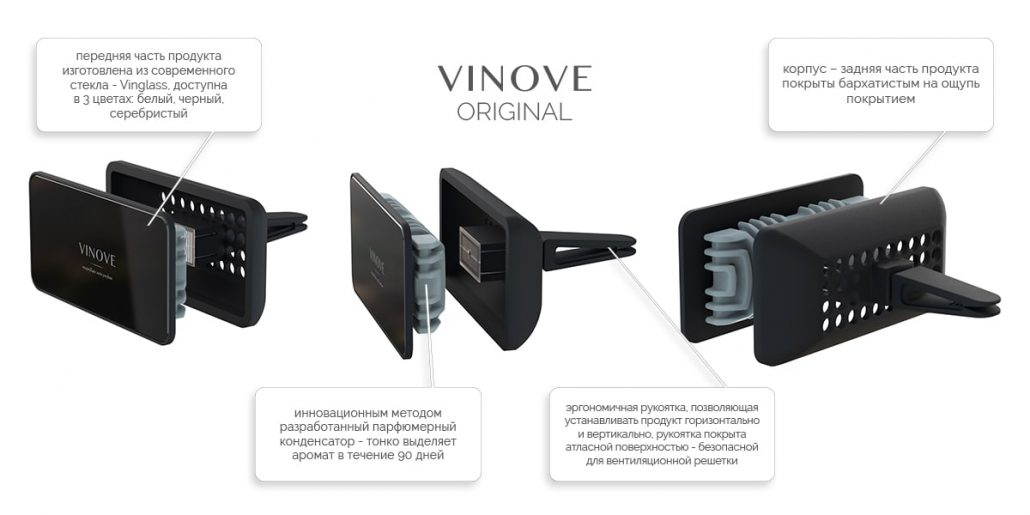 передняя часть продукта
изготовлена из современного
стекла - Vinglass, доступна
в 3 цветах: белый, черный,
серебристый
VINOVE
ORIGINAL
корпус – задняя часть продукта
покрыты бархатистым на ощупь
покрытием
VINOVE
VINOVE
инновационным методом
разработанный парфюмерный
конденсатор - тонко выделяет
аромат в течение 90 дней
эргономичная рукоятка, позволяющая
устанавливать продукт горизонтально
и вертикально, рукоятка покрыта
атласной поверхностью - безопасной
для вентиляционной решетки